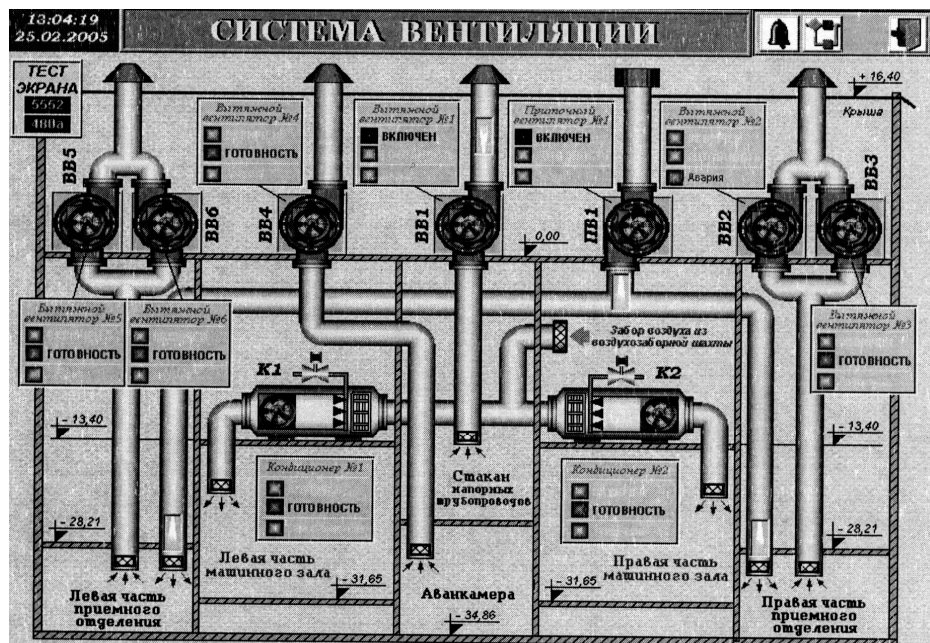 13:04:19
25.02.2005
СИСТЕМА ВЕНТИЛЯЦИИ
ТЕСТ
ЭКРАНА
5552
480a
+ 16,40
Крыша
Вытяжной
вентилятор №4
ГОТОВНОСТЬ
Вытяжной
вентилятор №1
ВКЛЮЧЕН
Приточный
вентилятор №1
ВКЛЮЧЕН
Вытяжной
вентилятор №2
Авария
ВВ5
ВВ6
ВВ4
ВВ1
ПВ1
ВВ2
ВВ3
0,00
Вытяжной
вентилятор №5
ГОТОВНОСТЬ
Вытяжной
вентилятор №6
ГОТОВНОСТЬ
Вытяжной
вентилятор №3
ГОТОВНОСТЬ
Забор воздуха из
воздухозаборной шахты
К1
К2
- 13,40
- 13,40
Кондиционер №1
ГОТОВНОСТЬ
Стакан
напорных
трубопроводов
Кондиционер №2
ГОТОВНОСТЬ
- 28,21
- 28,21
Левая часть
машинного зала
Правая часть
машинного зала
- 31,65
- 31,65
Левая часть
приемного
отделения
Аванкамера
- 34,86
Правая часть
приемного
отделения